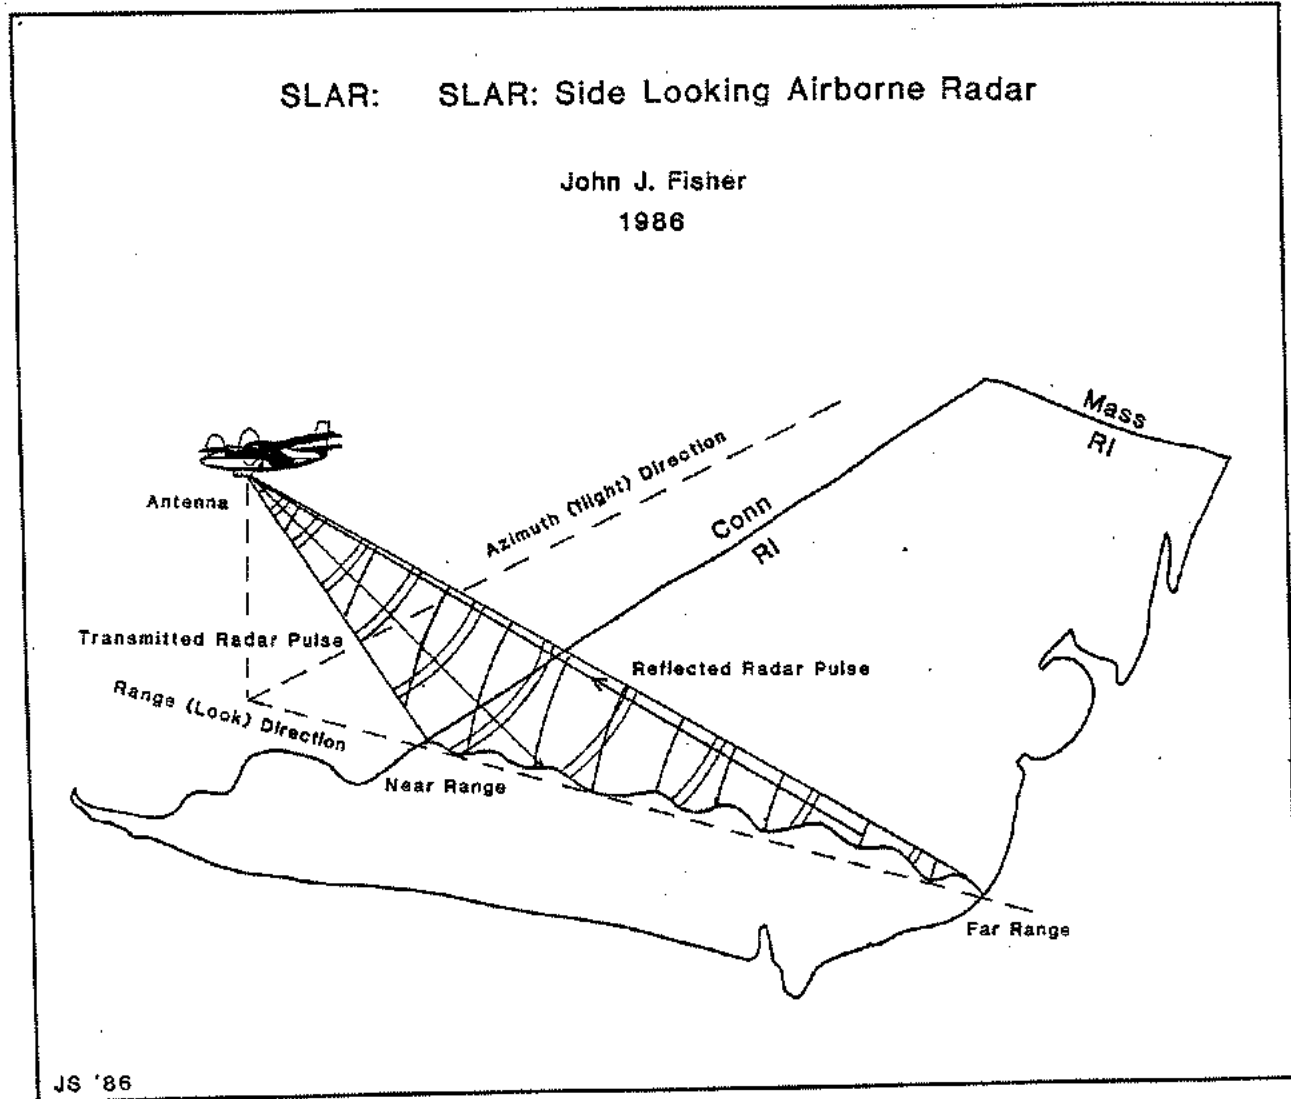 SLAR: SLAR: Side Looking Airborne Radar
John J. Fisher
1986
Mass
RI
Conn
RI
Azimuth (flight) Direction
Antenna
Transmitted Radar Pulse
Reflected Radar Pulse
Range (Look) Direction
Near Range
Far Range
JS '86